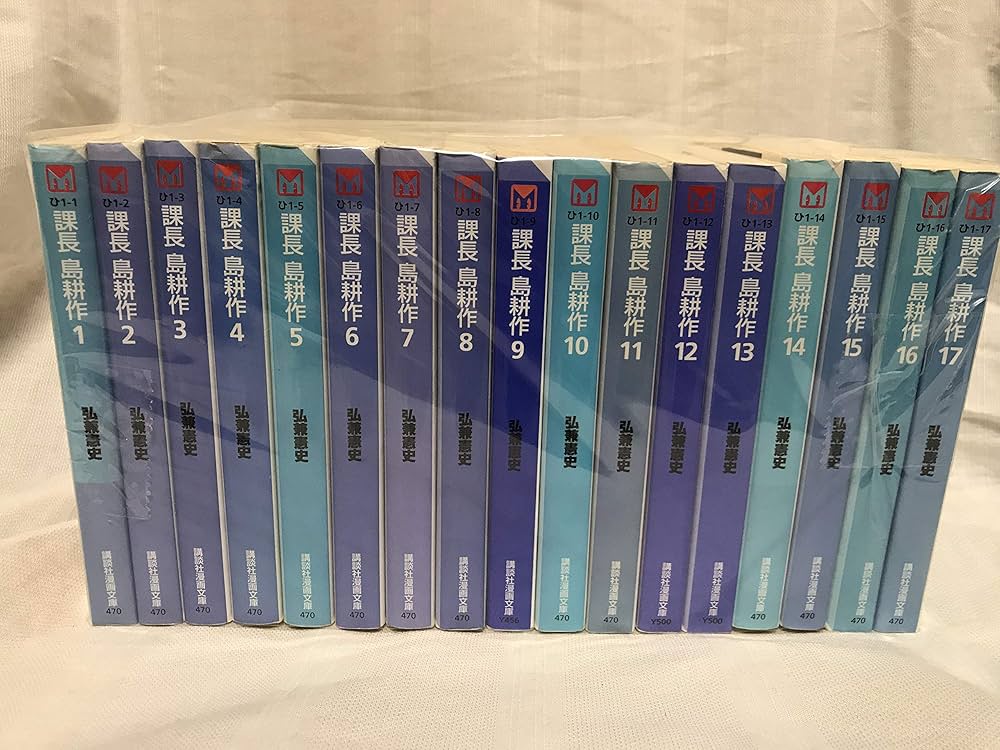 ひ1-1
課長 島耕作
1
弘兼憲史
講談社漫画文庫
470
ひ1-2
課長 島耕作
2
弘兼憲史
講談社漫画文庫
470
ひ1-3
課長 島耕作
3
弘兼憲史
講談社漫画文庫
470
ひ1-4
課長 島耕作
4
弘兼憲史
講談社漫画文庫
470
ひ1-5
課長 島耕作
5
弘兼憲史
講談社漫画文庫
470
ひ1-6
課長 島耕作
6
弘兼憲史
講談社漫画文庫
470
ひ1-7
課長 島耕作
7
弘兼憲史
講談社漫画文庫
470
ひ1-8
課長 島耕作
8
弘兼憲史
講談社漫画文庫
470
ひ1-9
課長 島耕作
9
弘兼憲史
講談社漫画文庫
Y456
ひ1-10
課長 島耕作
10
弘兼憲史
講談社漫画文庫
470
ひ1-11
課長 島耕作
11
弘兼憲史
講談社漫画文庫
470
ひ1-12
課長 島耕作
12
弘兼憲史
講談社漫画文庫
Y500
ひ1-13
課長 島耕作
13
弘兼憲史
講談社漫画文庫
Y500
ひ1-14
課長 島耕作
14
弘兼憲史
講談社漫画文庫
470
ひ1-15
課長 島耕作
15
弘兼憲史
講談社漫画文庫
470
ひ1-16
課長 島耕作
16
弘兼憲史
講談社漫画文庫
470
ひ1-17
課長 島耕作
17
弘兼憲史
講談社漫画文庫
470